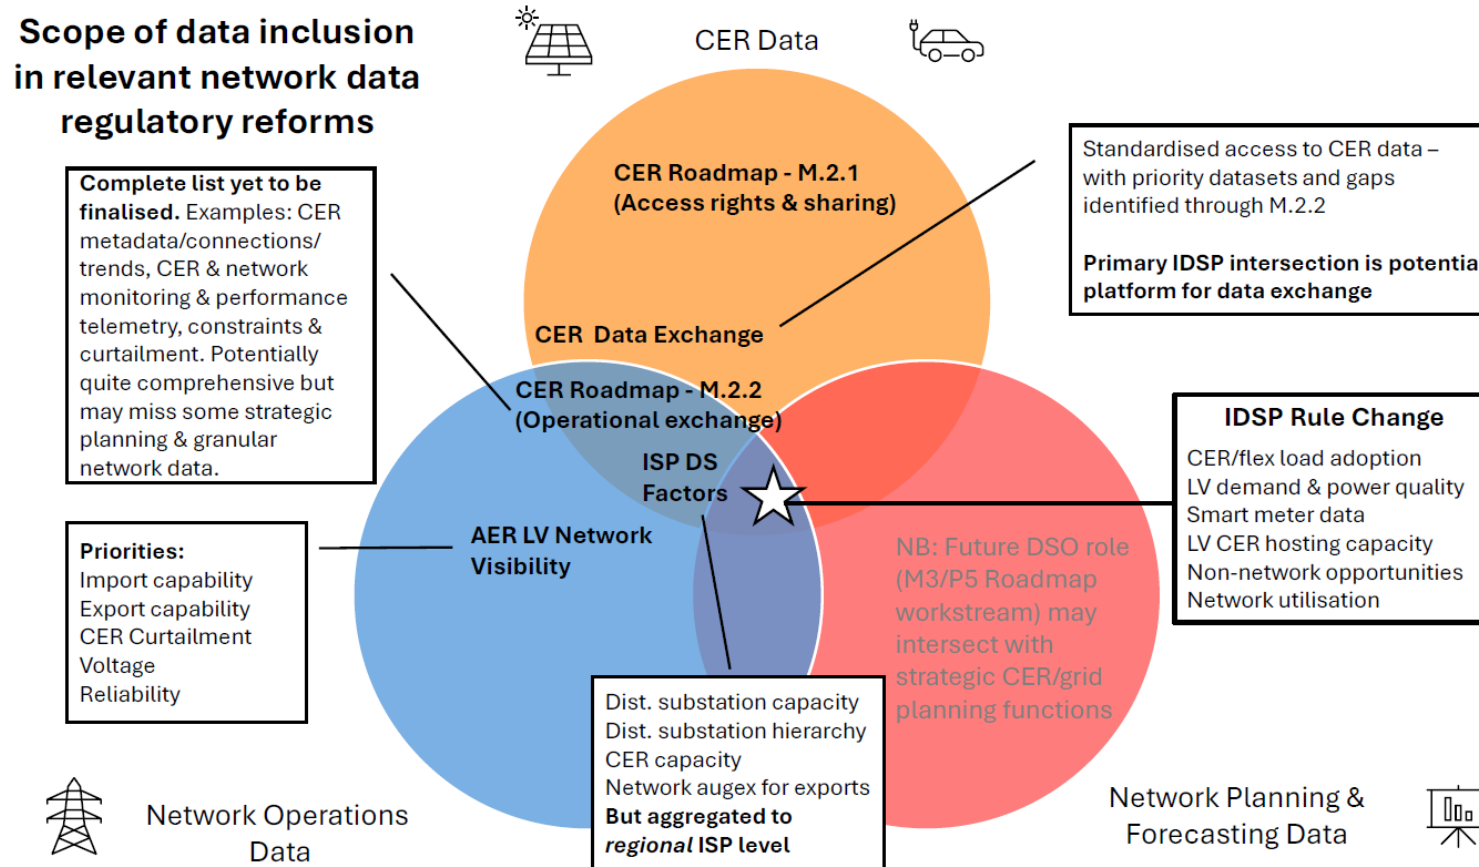 Scope of data inclusion
in relevant network data
regulatory reforms
CER Data
Complete list yet to be
finalised. Examples: CER
metadata/connections/
trends, CER & network
monitoring & performance
telemetry, constraints &
curtailment. Potentially
quite comprehensive but
may miss some strategic
planning & granular
network data.
CER Roadmap - M.2.1
(Access rights & sharing)
Standardised access to CER data –
with priority datasets and gaps
identified through M.2.2
Primary IDSP intersection is potentia
platform for data exchange
CER Data Exchange
CER Roadmap - M.2.2
(Operational exchange)
ISP DS
Factors
IDSP Rule Change
CER/flex load adoption
LV demand & power quality
Smart meter data
LV CER hosting capacity
Non-network opportunities
Network utilisation
AER LV Network
Visibility
Priorities:
Import capability
Export capability
CER Curtailment
Voltage
Reliability
NB: Future DSO role
(M3/P5 Roadmap
workstream) may
intersect with
strategic CER/grid
planning functions
Dist. substation capacity
Dist. substation hierarchy
CER capacity
Network augex for exports
But aggregated to
regional ISP level
Network Operations
Data
Network Planning &
Forecasting Data